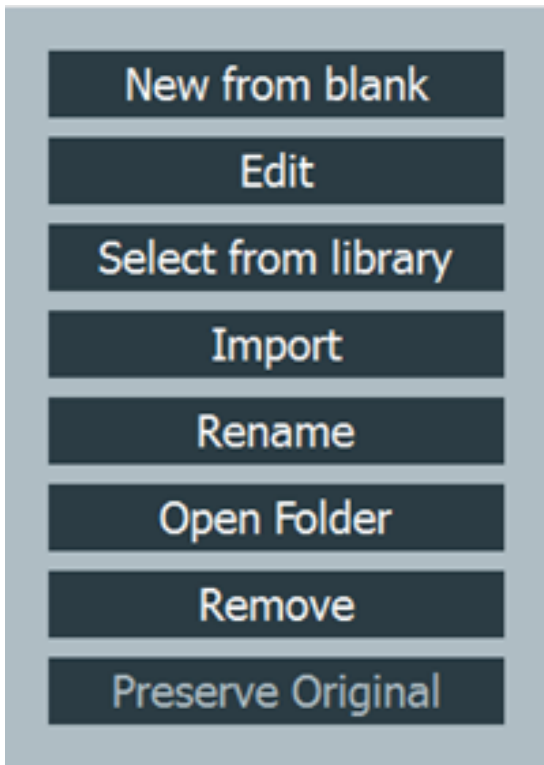 New from blank
Edit
Select from library
Import
Rename
Open Folder
Remove
Preserve Original